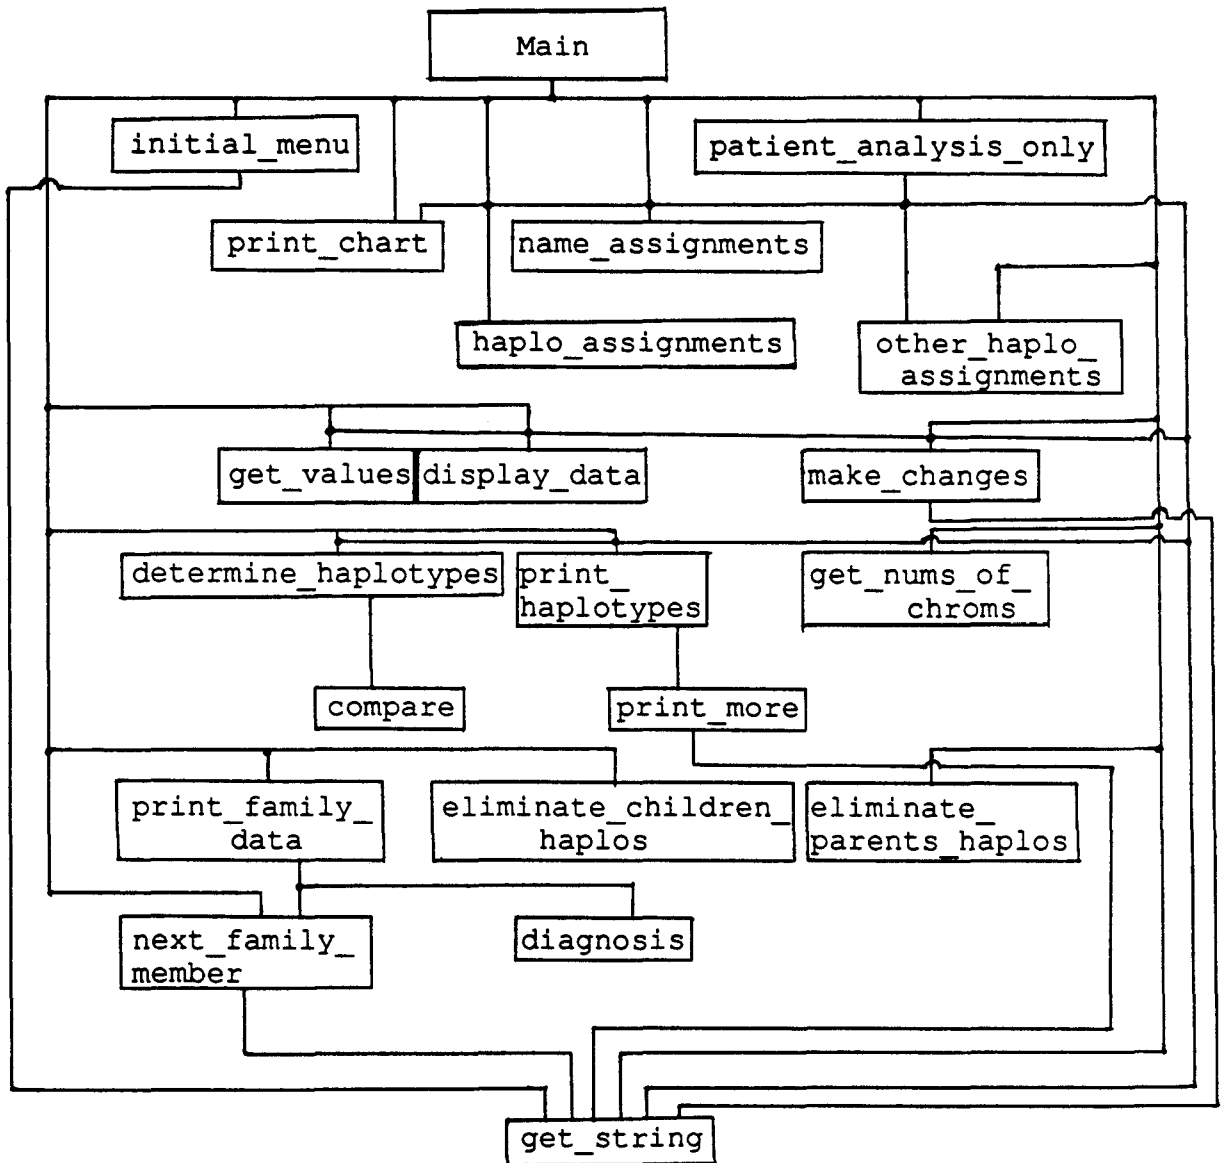 Main
initial_menu
patient_analysis_only
print_chart
name_assignments
haplo_assignments
other_haplo_
assignments
get_values
display_data
make_changes
determine_haplotypes
print_
haplotypes
get_nums_of_
chroms
compare
print_more
print_family_
data
eliminate_children_
haplos
eliminate_
parents_haplos
next_family_
member
diagnosis
get_string